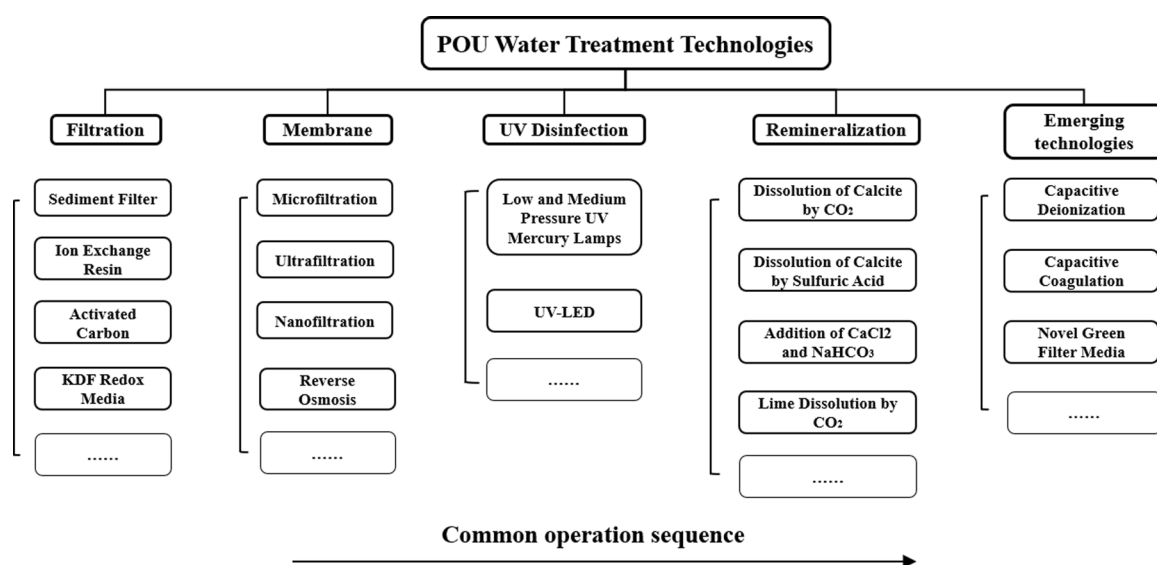 POU Water Treatment Technologies
Filtration
Sediment Filter
Ion Exchange
Resin
Activated
Carbon
KDF Redox
Media
......
Membrane
Microfiltration
Ultrafiltration
Nanofiltration
Reverse
Osmosis
......
UV Disinfection
Low and Medium
Pressure UV
Mercury Lamps
UV-LED
......
Remineralization
Dissolution of Calcite
by CO₂
Dissolution of Calcite
by Sulfuric Acid
Addition of CaCl2
and NaHCO₃
Lime Dissolution by
CO₂
......
Emerging
technologies
Capacitive
Deionization
Capacitive
Coagulation
Novel Green
Filter Media
......
Common operation sequence